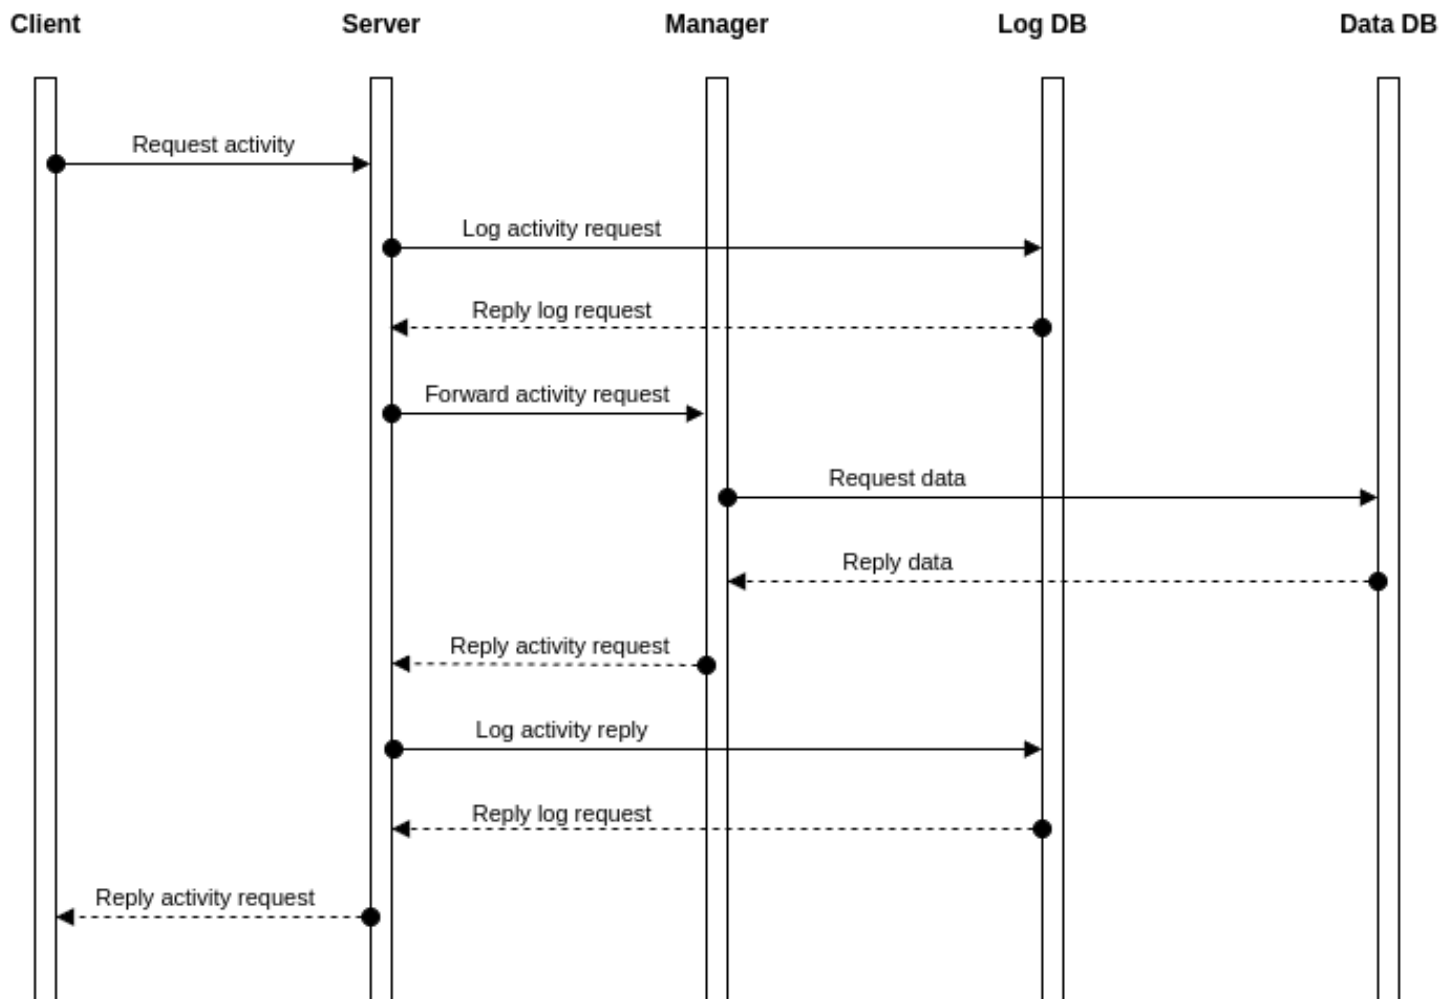 Client Server Manager Log DB Data DB
Request activity
Log activity request
Reply log request
Forward activity request
Request data
Reply data
Reply activity request
Log activity reply
Reply log request
Reply activity request